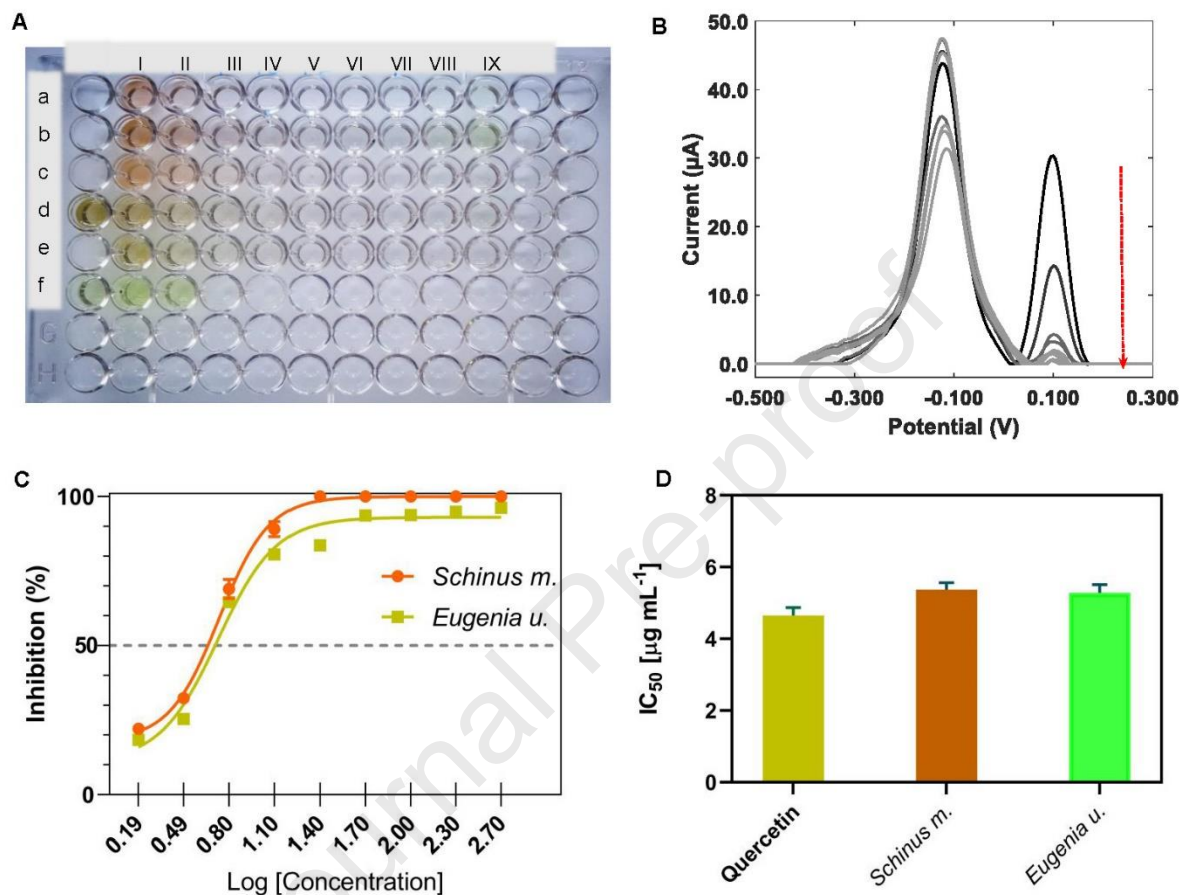 A
I II III IV V VI VII VIII IX
a
b
c
d
e
f
G
H
B
50.0
40.0
30.0
20.0
10.0
0.0
Current (µA)
-0.500 -0.300 -0.100 0.100 0.300
Potential (V)
C
100
50
0
Inhibition (%)
Schinus m.
Eugenia u.
0.19 0.49 0.80 1.10 1.40 1.70 2.00 2.30 2.70
Log [Concentration]
D
8
6
4
2
0
IC50 [µg mL-1]
Quercetin Schinus m. Eugenia u.
Journal Pre-proof